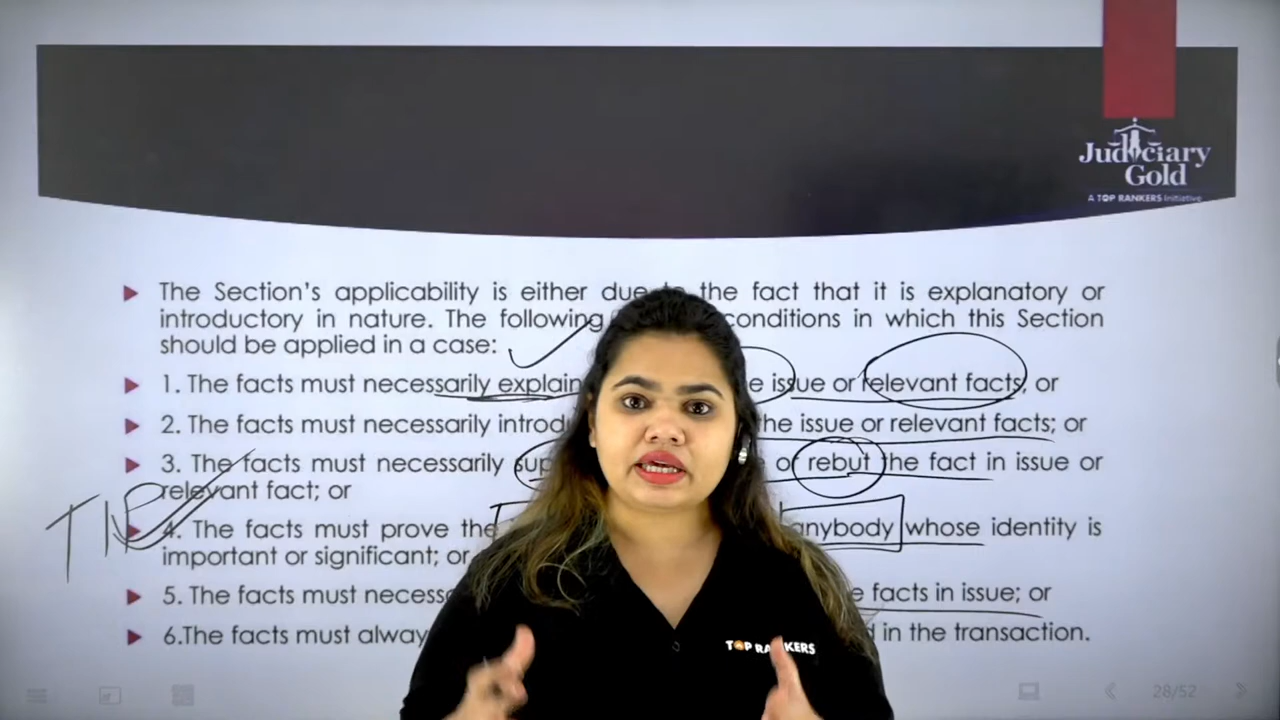 Judiciary
Gold
A TOP RANKERS Initiative
The Section's applicability is either due the fact that it is explanatory or
introductory in nature. The following conditions in which this Section
should be applied in a case:
1. The facts must necessarily explain issue or relevant facts, or
2. The facts must necessarily the issue or relevant facts; or
3. The facts must necessarily or rebut the fact in issue or
relevant fact; or
TIP
4. The facts must prove the anybody whose identity is
important or significant; or
5. The facts must facts in issue; or
6.The facts must in the transaction.
TOP RANKERS
28/52